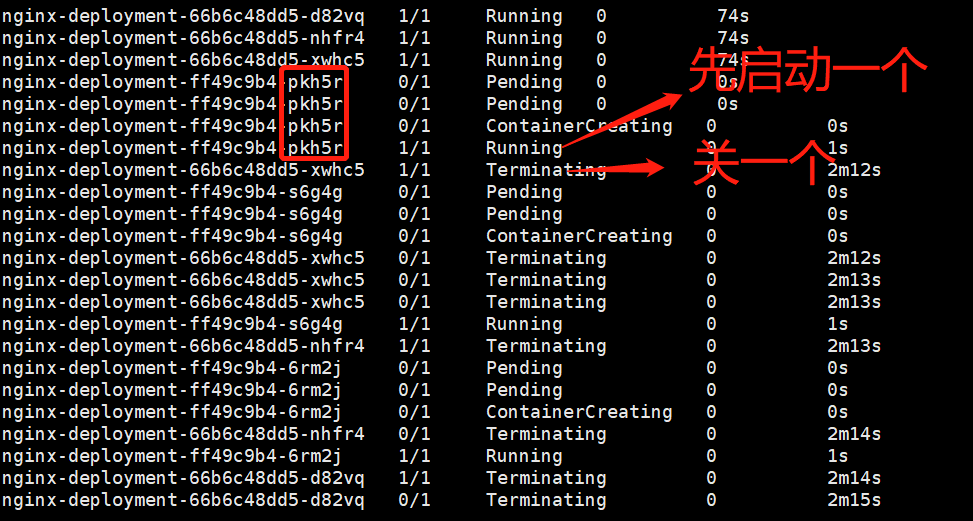 nginx-deployment-66b6c48dd5-d82vq 1/1 Running 0 74s
nginx-deployment-66b6c48dd5-nhfr4 1/1 Running 0 74s
nginx-deployment-66b6c48dd5-xwhc5 1/1 Running 0 74s
先启动一个
nginx-deployment-ff49c9b4-pkh5r 0/1 Pending 0 0s
nginx-deployment-ff49c9b4-pkh5r 0/1 Pending 0 0s
nginx-deployment-ff49c9b4-pkh5r 0/1 ContainerCreating 0 0s
nginx-deployment-ff49c9b4-pkh5r 1/1 Running 0 1s
关一个
nginx-deployment-66b6c48dd5-xwhc5 1/1 Terminating 0 2m12s
nginx-deployment-ff49c9b4-s6g4g 0/1 Pending 0 0s
nginx-deployment-ff49c9b4-s6g4g 0/1 Pending 0 0s
nginx-deployment-ff49c9b4-s6g4g 0/1 ContainerCreating 0 0s
nginx-deployment-66b6c48dd5-xwhc5 0/1 Terminating 0 2m12s
nginx-deployment-66b6c48dd5-xwhc5 0/1 Terminating 0 2m13s
nginx-deployment-66b6c48dd5-xwhc5 0/1 Terminating 0 2m13s
nginx-deployment-ff49c9b4-s6g4g 1/1 Running 0 1s
nginx-deployment-66b6c48dd5-nhfr4 1/1 Terminating 0 2m13s
nginx-deployment-ff49c9b4-6rm2j 0/1 Pending 0 0s
nginx-deployment-ff49c9b4-6rm2j 0/1 Pending 0 0s
nginx-deployment-ff49c9b4-6rm2j 0/1 ContainerCreating 0 0s
nginx-deployment-66b6c48dd5-nhfr4 0/1 Terminating 0 2m14s
nginx-deployment-ff49c9b4-6rm2j 1/1 Running 0 1s
nginx-deployment-66b6c48dd5-d82vq 1/1 Terminating 0 2m14s
nginx-deployment-66b6c48dd5-d82vq 0/1 Terminating 0 2m15s